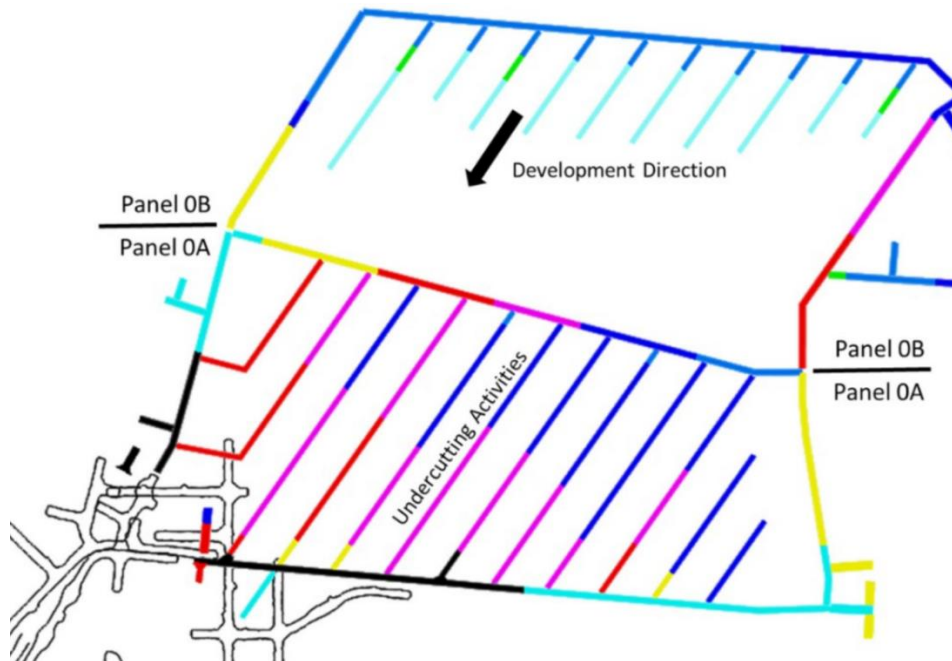 Development Direction
Panel 0B
Panel 0A
Panel 0B
Panel 0A
Undercutting Activities